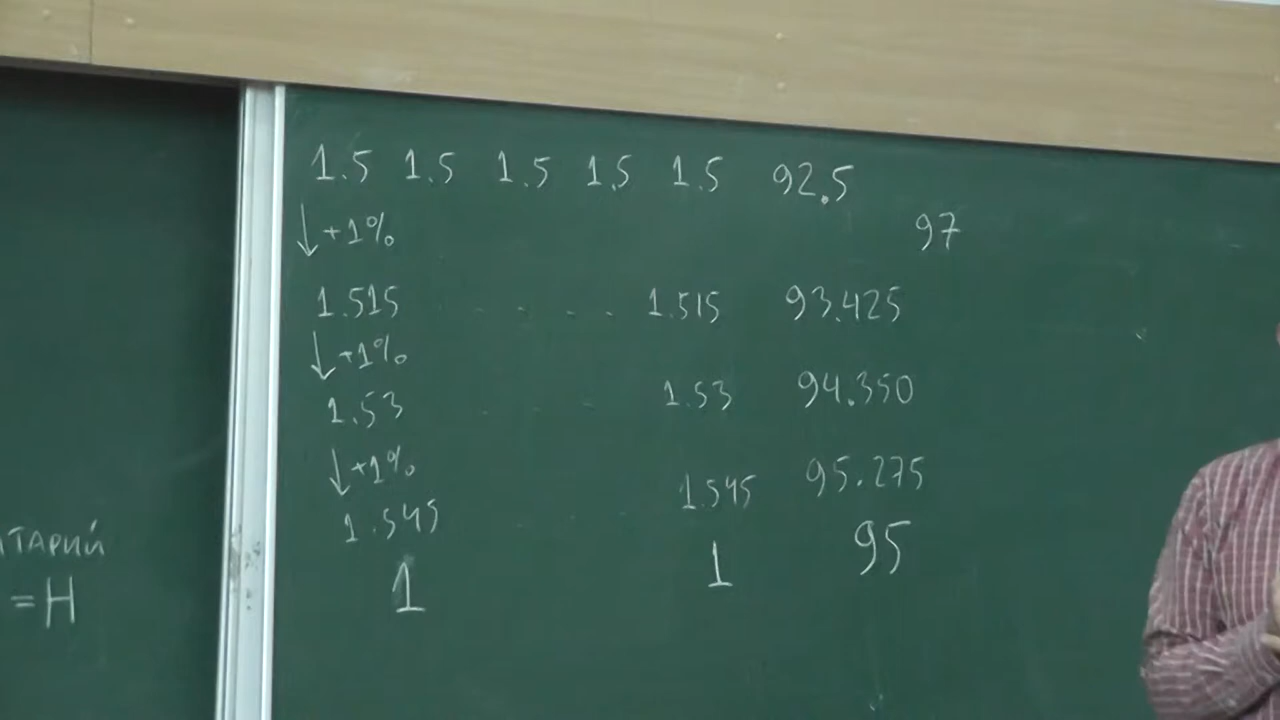 1.5 1.5 1.5 1.5 1.5 92.5
↓ +1% 97
1.515 . . . . 1.515 93.425
↓ +1%
1.53 . . . 1.53 94.350
↓ +1%
1.545 . . . 1.545 95.275
1 1 95
=Н